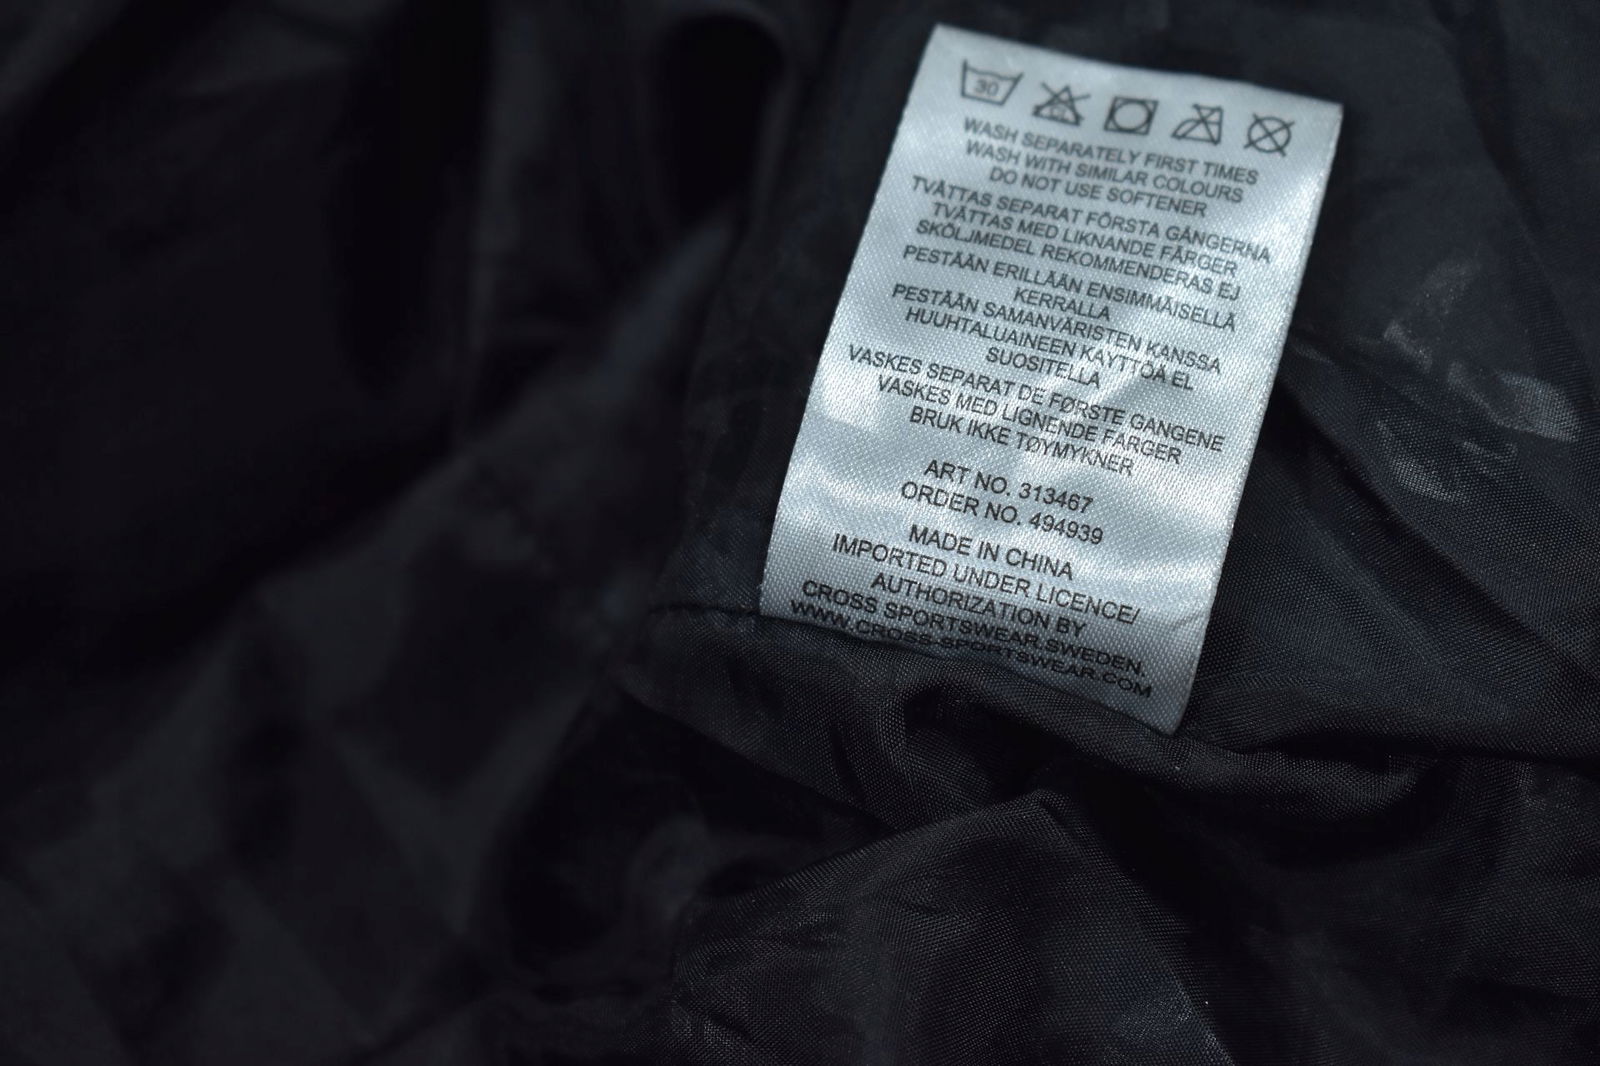 30
CL
WASH SEPARATELY FIRST TIMES
WASH WITH SIMILAR COLOURS
DO NOT USE SOFTENER
TVÄTTAS SEPARAT FÖRSTA GÅNGERNA
TVÄTTAS MED LIKNANDE FÄRGER
SKÖLJMEDEL REKOMMENDERAS EJ
PESTÄÄN ERILLÄÄN ENSIMMÄISELLÄ
KERRALLA
PESTÄÄN SAMANVÄRISTEN KANSSA
HUUHTALUAINEEN KÄYTTÖÄ EL
SUOSITELLA
VASKES SEPARAT DE FØRSTE GANGENE
VASKES MED LIGNENDE FARGER
BRUK IKKE TØYMYKNER
ART NO. 313467
ORDER NO. 494939
MADE IN CHINA
IMPORTED UNDER LICENCE/
AUTHORIZATION BY
CROSS SPORTSWEAR,SWEDEN.
WWW.CROSS-SPORTSWEAR.COM